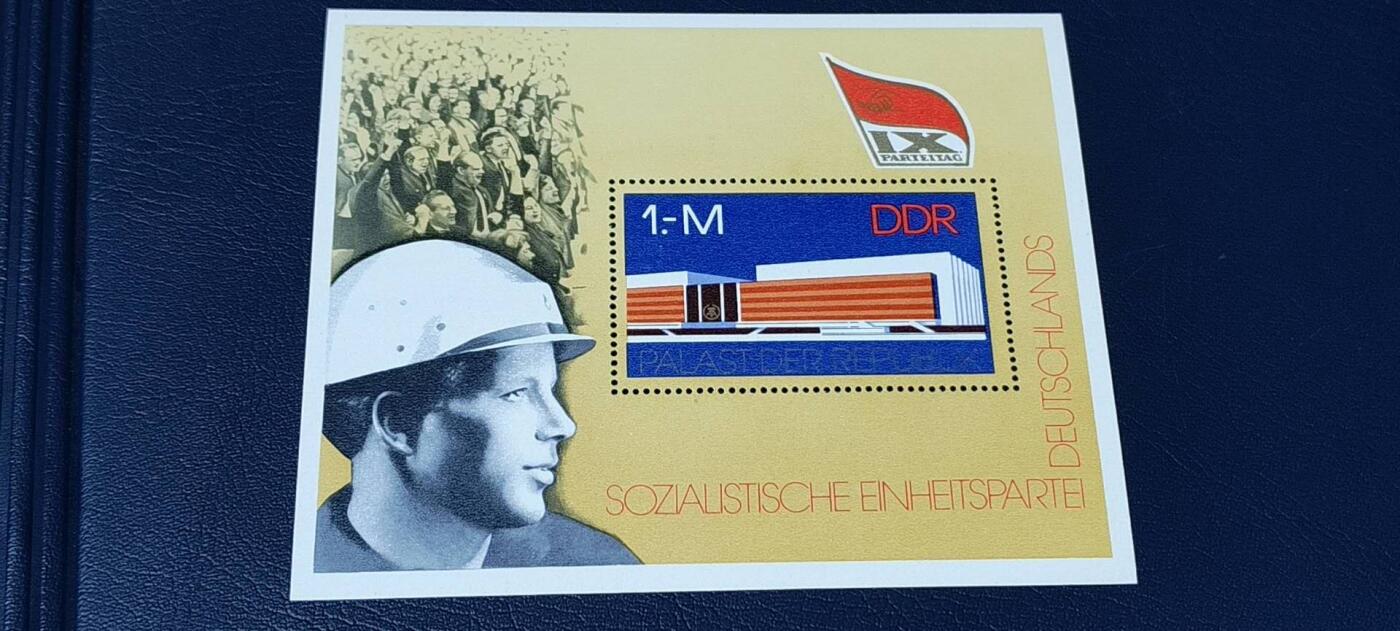 IX.
PARTEITAG
1.-M
DDR
PALAST DER REPUBLIK
SOZIALISTISCHE EINHEITSPARTEI
DEUTSCHLANDS